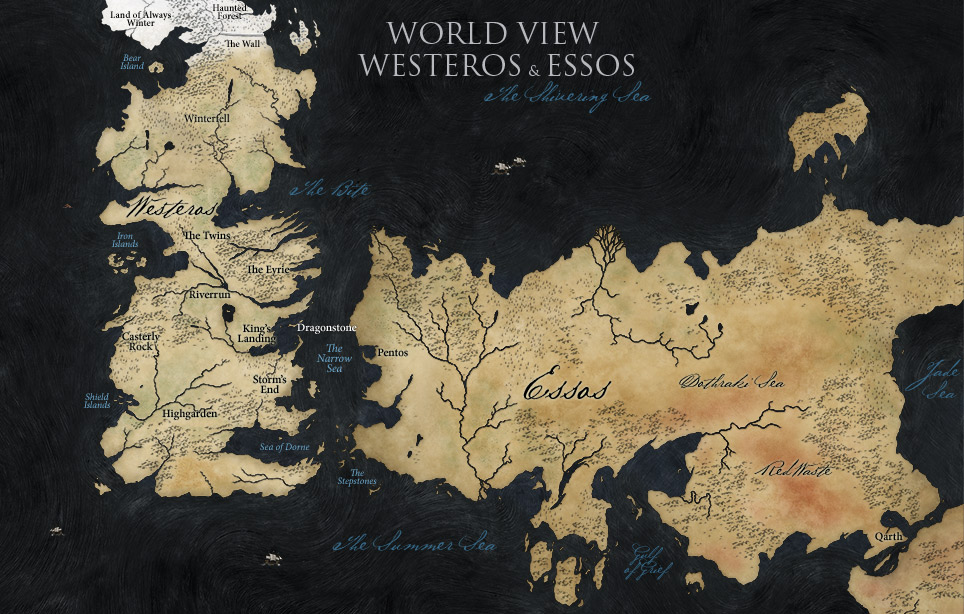 Land of Always
Winter
Haunted
Forest
The Wall
WORLD VIEW
WESTEROS & ESSOS
The Shivering Sea
Bear
Island
Winterfell
The Bite
Westeros
Iron
Islands
The Twins
The Eyrie
Riverrun
King's
Landing
Dragonstone
Casterly
Rock
The
Narrow
Sea
Pentos
Storm's
End
Shield
Islands
Highgarden
Essos
Dothraki Sea
Jade
Sea
Sea of Dorne
The
Stepstones
Red Waste
The Summer Sea
Gulf
of Grief
Qarth